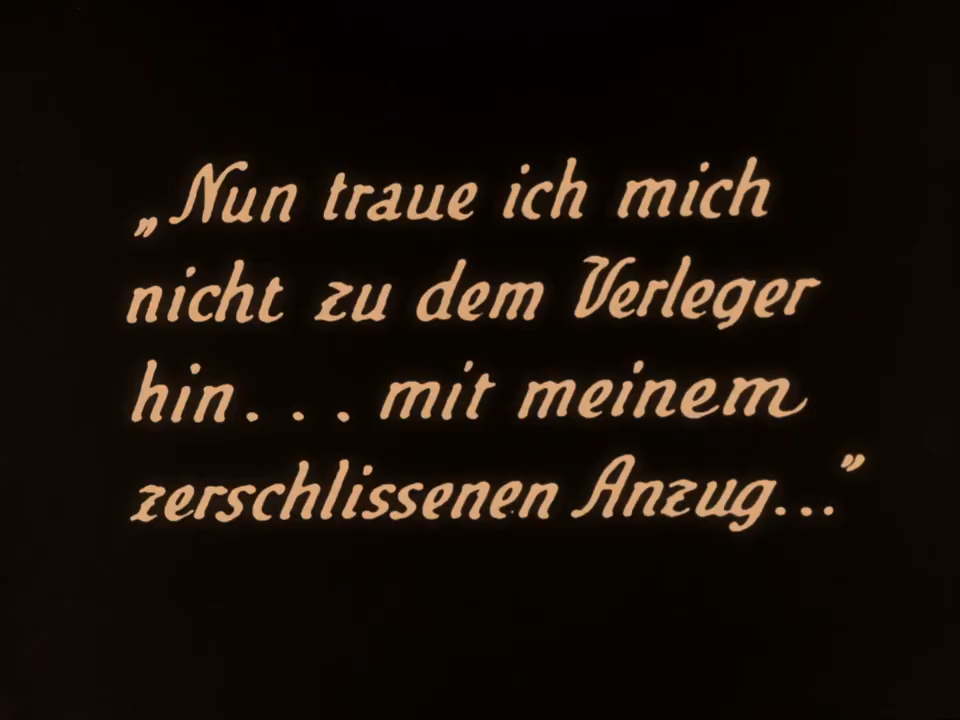 „Nun traue ich mich
nicht zu dem Verleger
hin. . . mit meinem
zerschlissenen Anzug...”